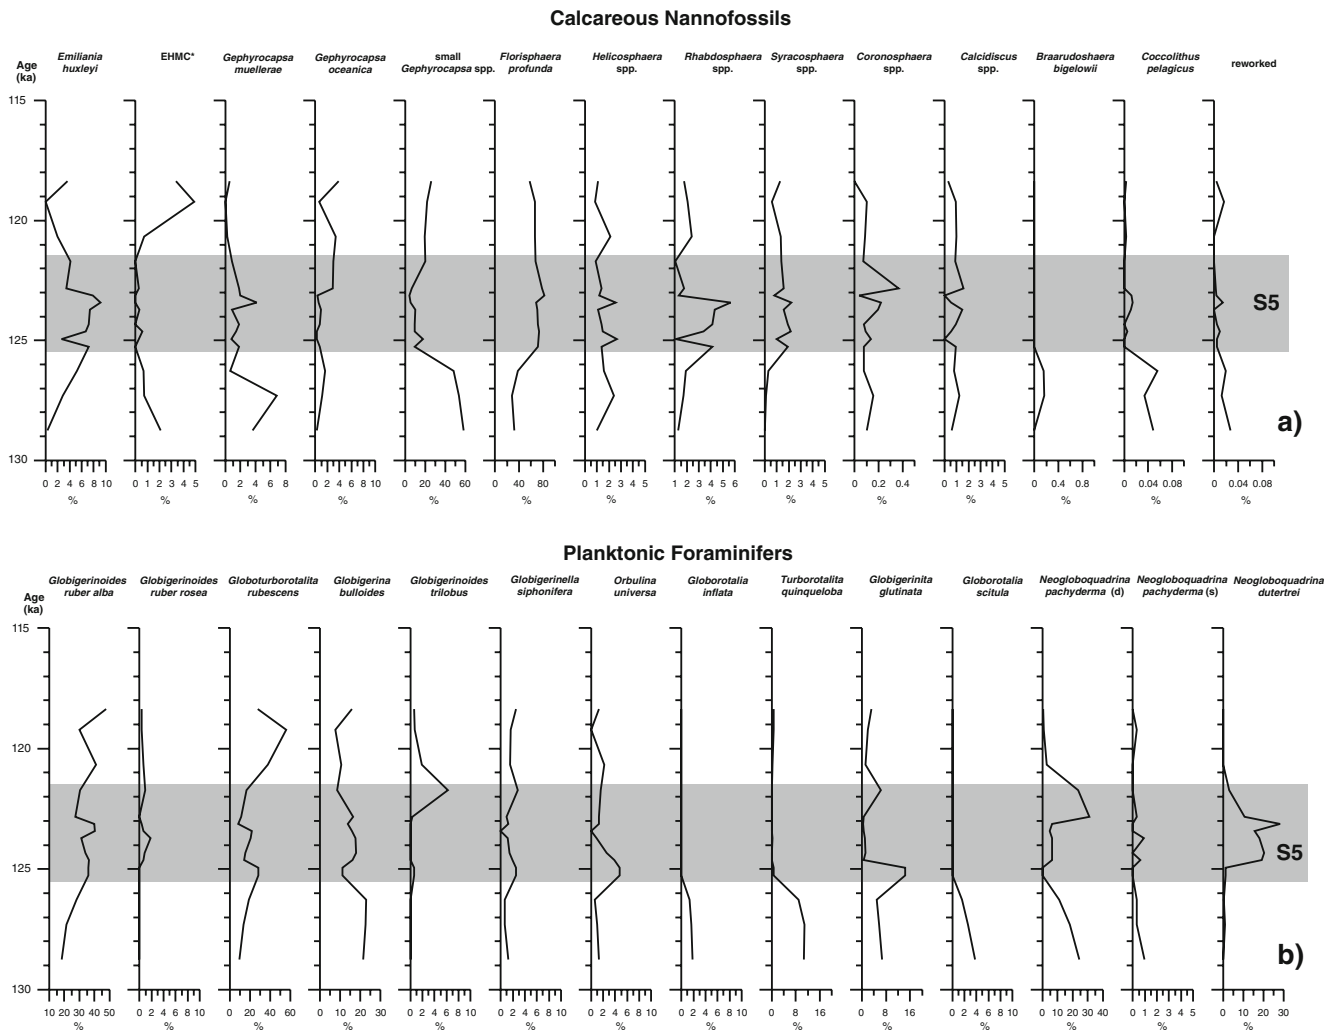 Calcareous Nannofossils
Age
(ka)
Emiliania
huxleyi
EHMC*
Gephyrocapsa
muellerae
Gephyrocapsa
oceanica
small
Gephyrocapsa spp.
Florisphaera
profunda
Helicosphaera
spp.
Rhabdosphaera
spp.
Syracosphaera
spp.
Coronosphaera
spp.
Calcidiscus
spp.
Braarudoshaera
bigelowii
Coccolithus
pelagicus
reworked
115
120
125
130
S5
a)
0 2 4 6 8 10
0 1 2 3 4 5
0 2 4 6 8
0 2 4 6 8 10
0 20 40 60
0 40 80
0 1 2 3 4 5
1 2 3 4 5 6
0 1 2 3 4 5
0 0.2 0.4
0 1 2 3 4 5
0 0.4 0.8
0 0.04 0.08
0 0.04 0.08
% % % % % % % % % % % % % %
Planktonic Foraminifers
Age
(ka)
Globigerinoides
ruber alba
Globigerinoides
ruber rosea
Globoturborotalita
rubescens
Globigerina
bulloides
Globigerinoides
trilobus
Globigerinella
siphonifera
Orbulina
universa
Globorotalia
inflata
Turborotalita
quinqueloba
Globigerinita
glutinata
Globorotalia
scitula
Neogloboquadrina
pachyderma (d)
Neogloboquadrina
pachyderma (s)
Neogloboquadrina
dutertrei
115
120
125
130
S5
b)
10 20 30 40 50
0 2 4 6 8 10
0 20 40 60
0 10 20 30
0 2 4 6 8 10
0 2 4 6 8 10
0 2 4 6 8 10
0 2 4 6 8 10
0 8 16
0 8 16
0 2 4 6 8 10
0 10 20 30 40
0 1 2 3 4 5
0 10 20 30
% % % % % % % % % % % % % %